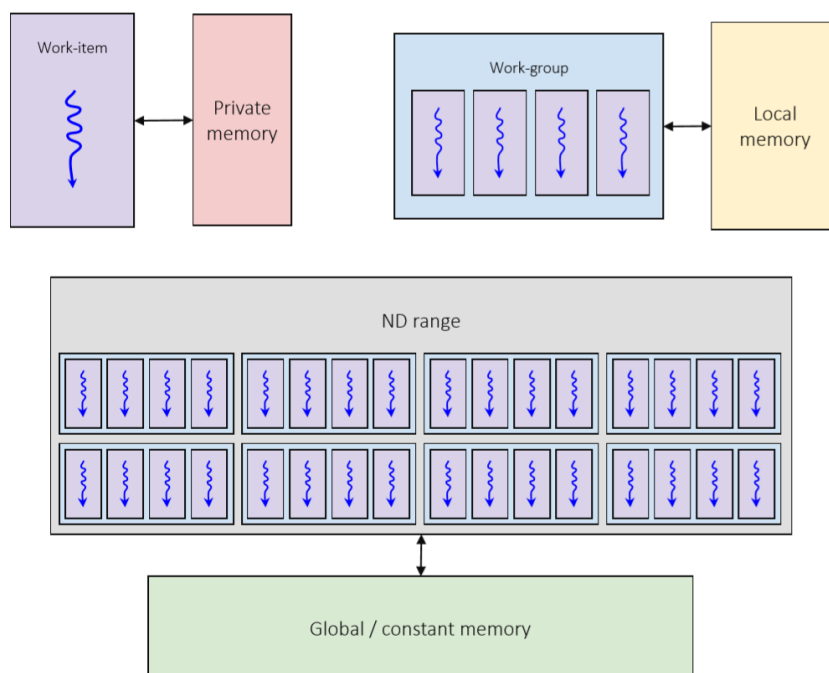 Work-item
Private
memory
Work-group
Local
memory
ND range
Global / constant memory